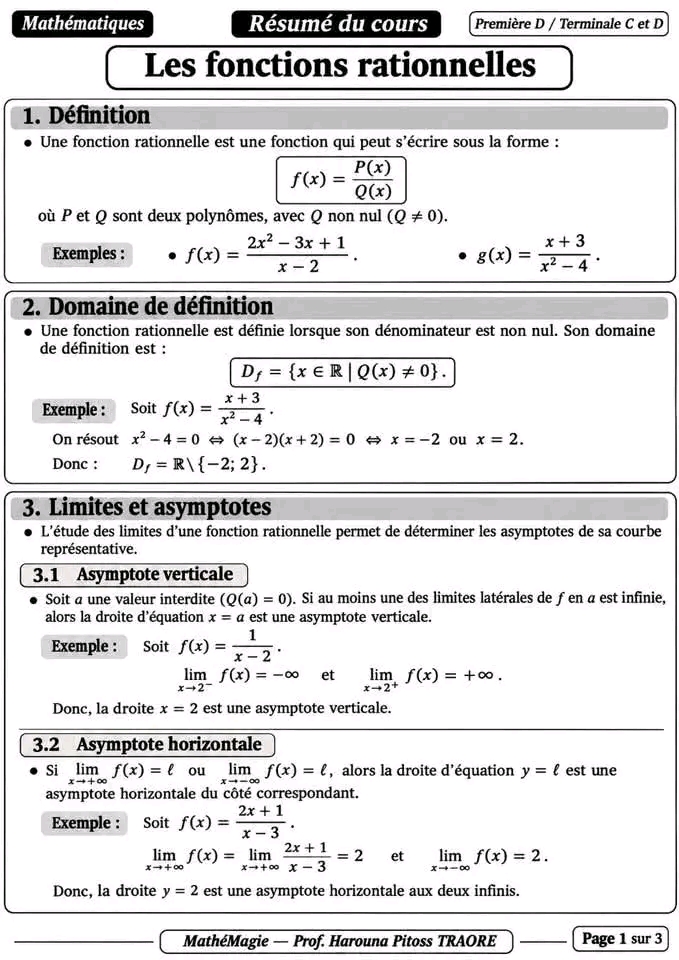 Mathématiques
Résumé du cours
Première D / Terminale C et D
Les fonctions rationnelles
1. Définition
• Une fonction rationnelle est une fonction qui peut s'écrire sous la forme :
f(x) = P(x)/Q(x)
où P et Q sont deux polynômes, avec Q non nul (Q ≠ 0).
Exemples : • f(x) = (2x² − 3x + 1)/(x − 2) . • g(x) = (x + 3)/(x² − 4) .
2. Domaine de définition
• Une fonction rationnelle est définie lorsque son dénominateur est non nul. Son domaine
de définition est :
D_f = {x ∈ ℝ | Q(x) ≠ 0} .
Exemple : Soit f(x) = (x + 3)/(x² − 4) .
On résout x² − 4 = 0 ⇔ (x − 2)(x + 2) = 0 ⇔ x = −2 ou x = 2.
Donc : D_f = ℝ\{−2; 2} .
3. Limites et asymptotes
• L'étude des limites d'une fonction rationnelle permet de déterminer les asymptotes de sa courbe
représentative.
3.1 Asymptote verticale
• Soit a une valeur interdite (Q(a) = 0). Si au moins une des limites latérales de f en a est infinie,
alors la droite d'équation x = a est une asymptote verticale.
Exemple : Soit f(x) = 1/(x − 2) .
lim x→2⁻ f(x) = −∞ et lim x→2⁺ f(x) = +∞ .
Donc, la droite x = 2 est une asymptote verticale.
3.2 Asymptote horizontale
• Si lim x→+∞ f(x) = ℓ ou lim x→−∞ f(x) = ℓ, alors la droite d'équation y = ℓ est une
asymptote horizontale du côté correspondant.
Exemple : Soit f(x) = (2x + 1)/(x − 3) .
lim x→+∞ f(x) = lim x→+∞ (2x + 1)/(x − 3) = 2 et lim x→−∞ f(x) = 2 .
Donc, la droite y = 2 est une asymptote horizontale aux deux infinis.
MathéMagie — Prof. Harouna Pitoss TRAORE
Page 1 sur 3